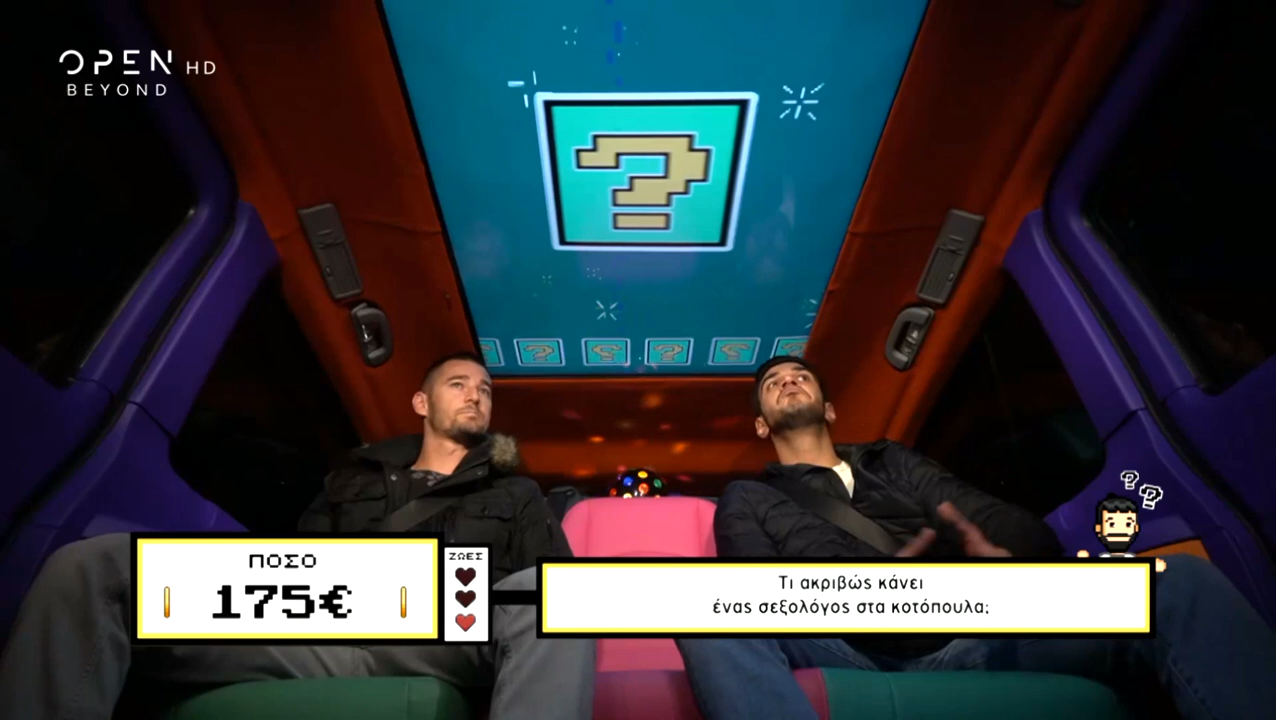 OPEN HD
BEYOND
ΠΟΣΟ
175€
ΖΩΕΣ
Τι ακριβώς κάνει
ένας σεξολόγος στα κοτόπουλα;